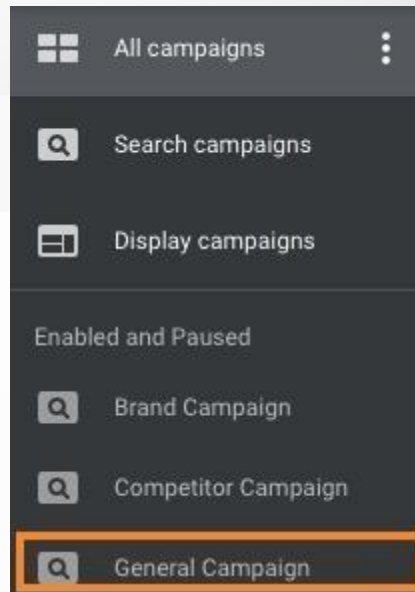 All campaigns
Search campaigns
Display campaigns
Enabled and Paused
Brand Campaign
Competitor Campaign
General Campaign